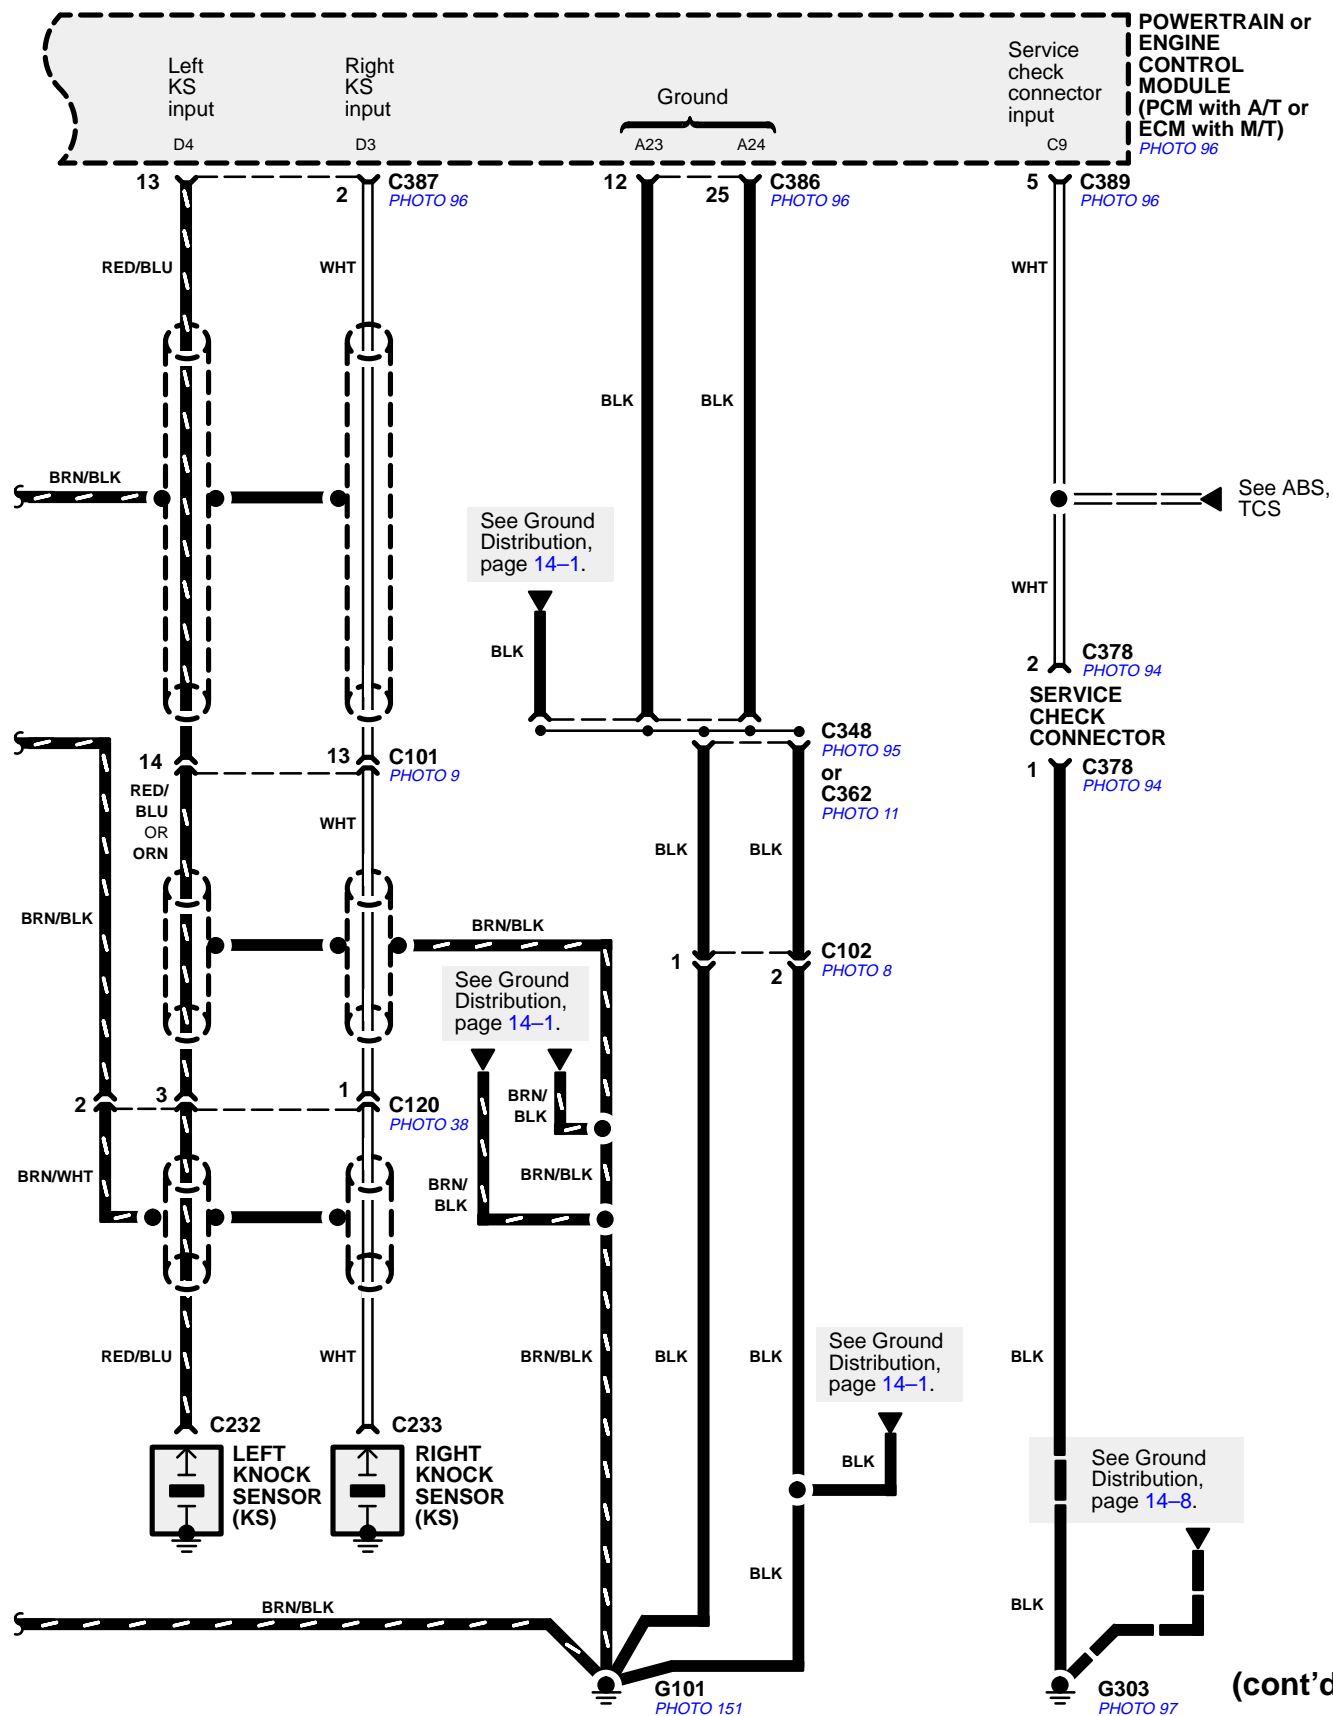 POWERTRAIN or
ENGINE
CONTROL
MODULE
(PCM with A/T or
ECM with M/T)
PHOTO 96
Left
KS
input
Right
KS
input
Ground
Service
check
connector
input
D4
D3
A23
A24
C9
13
2
C387
PHOTO 96
12
25
C386
PHOTO 96
5
C389
PHOTO 96
RED/BLU
WHT
WHT
BLK
BLK
BRN/BLK
See ABS,
TCS
See Ground
Distribution,
page 14–1.
WHT
BLK
2
C378
PHOTO 94
SERVICE
CHECK
CONNECTOR
1
C378
PHOTO 94
C348
PHOTO 95
or
C362
PHOTO 11
14
13
C101
PHOTO 9
RED/
BLU
OR
ORN
WHT
BLK
BLK
BRN/BLK
BRN/BLK
1
2
C102
PHOTO 8
See Ground
Distribution,
page 14–1.
2
3
1
C120
PHOTO 38
BRN/
BLK
BRN/WHT
BRN/
BLK
BRN/BLK
RED/BLU
WHT
BRN/BLK
BLK
BLK
See Ground
Distribution,
page 14–1.
BLK
C232
LEFT
KNOCK
SENSOR
(KS)
C233
RIGHT
KNOCK
SENSOR
(KS)
BLK
See Ground
Distribution,
page 14–8.
BLK
BRN/BLK
BLK
G101
PHOTO 151
G303
PHOTO 97
(cont'd